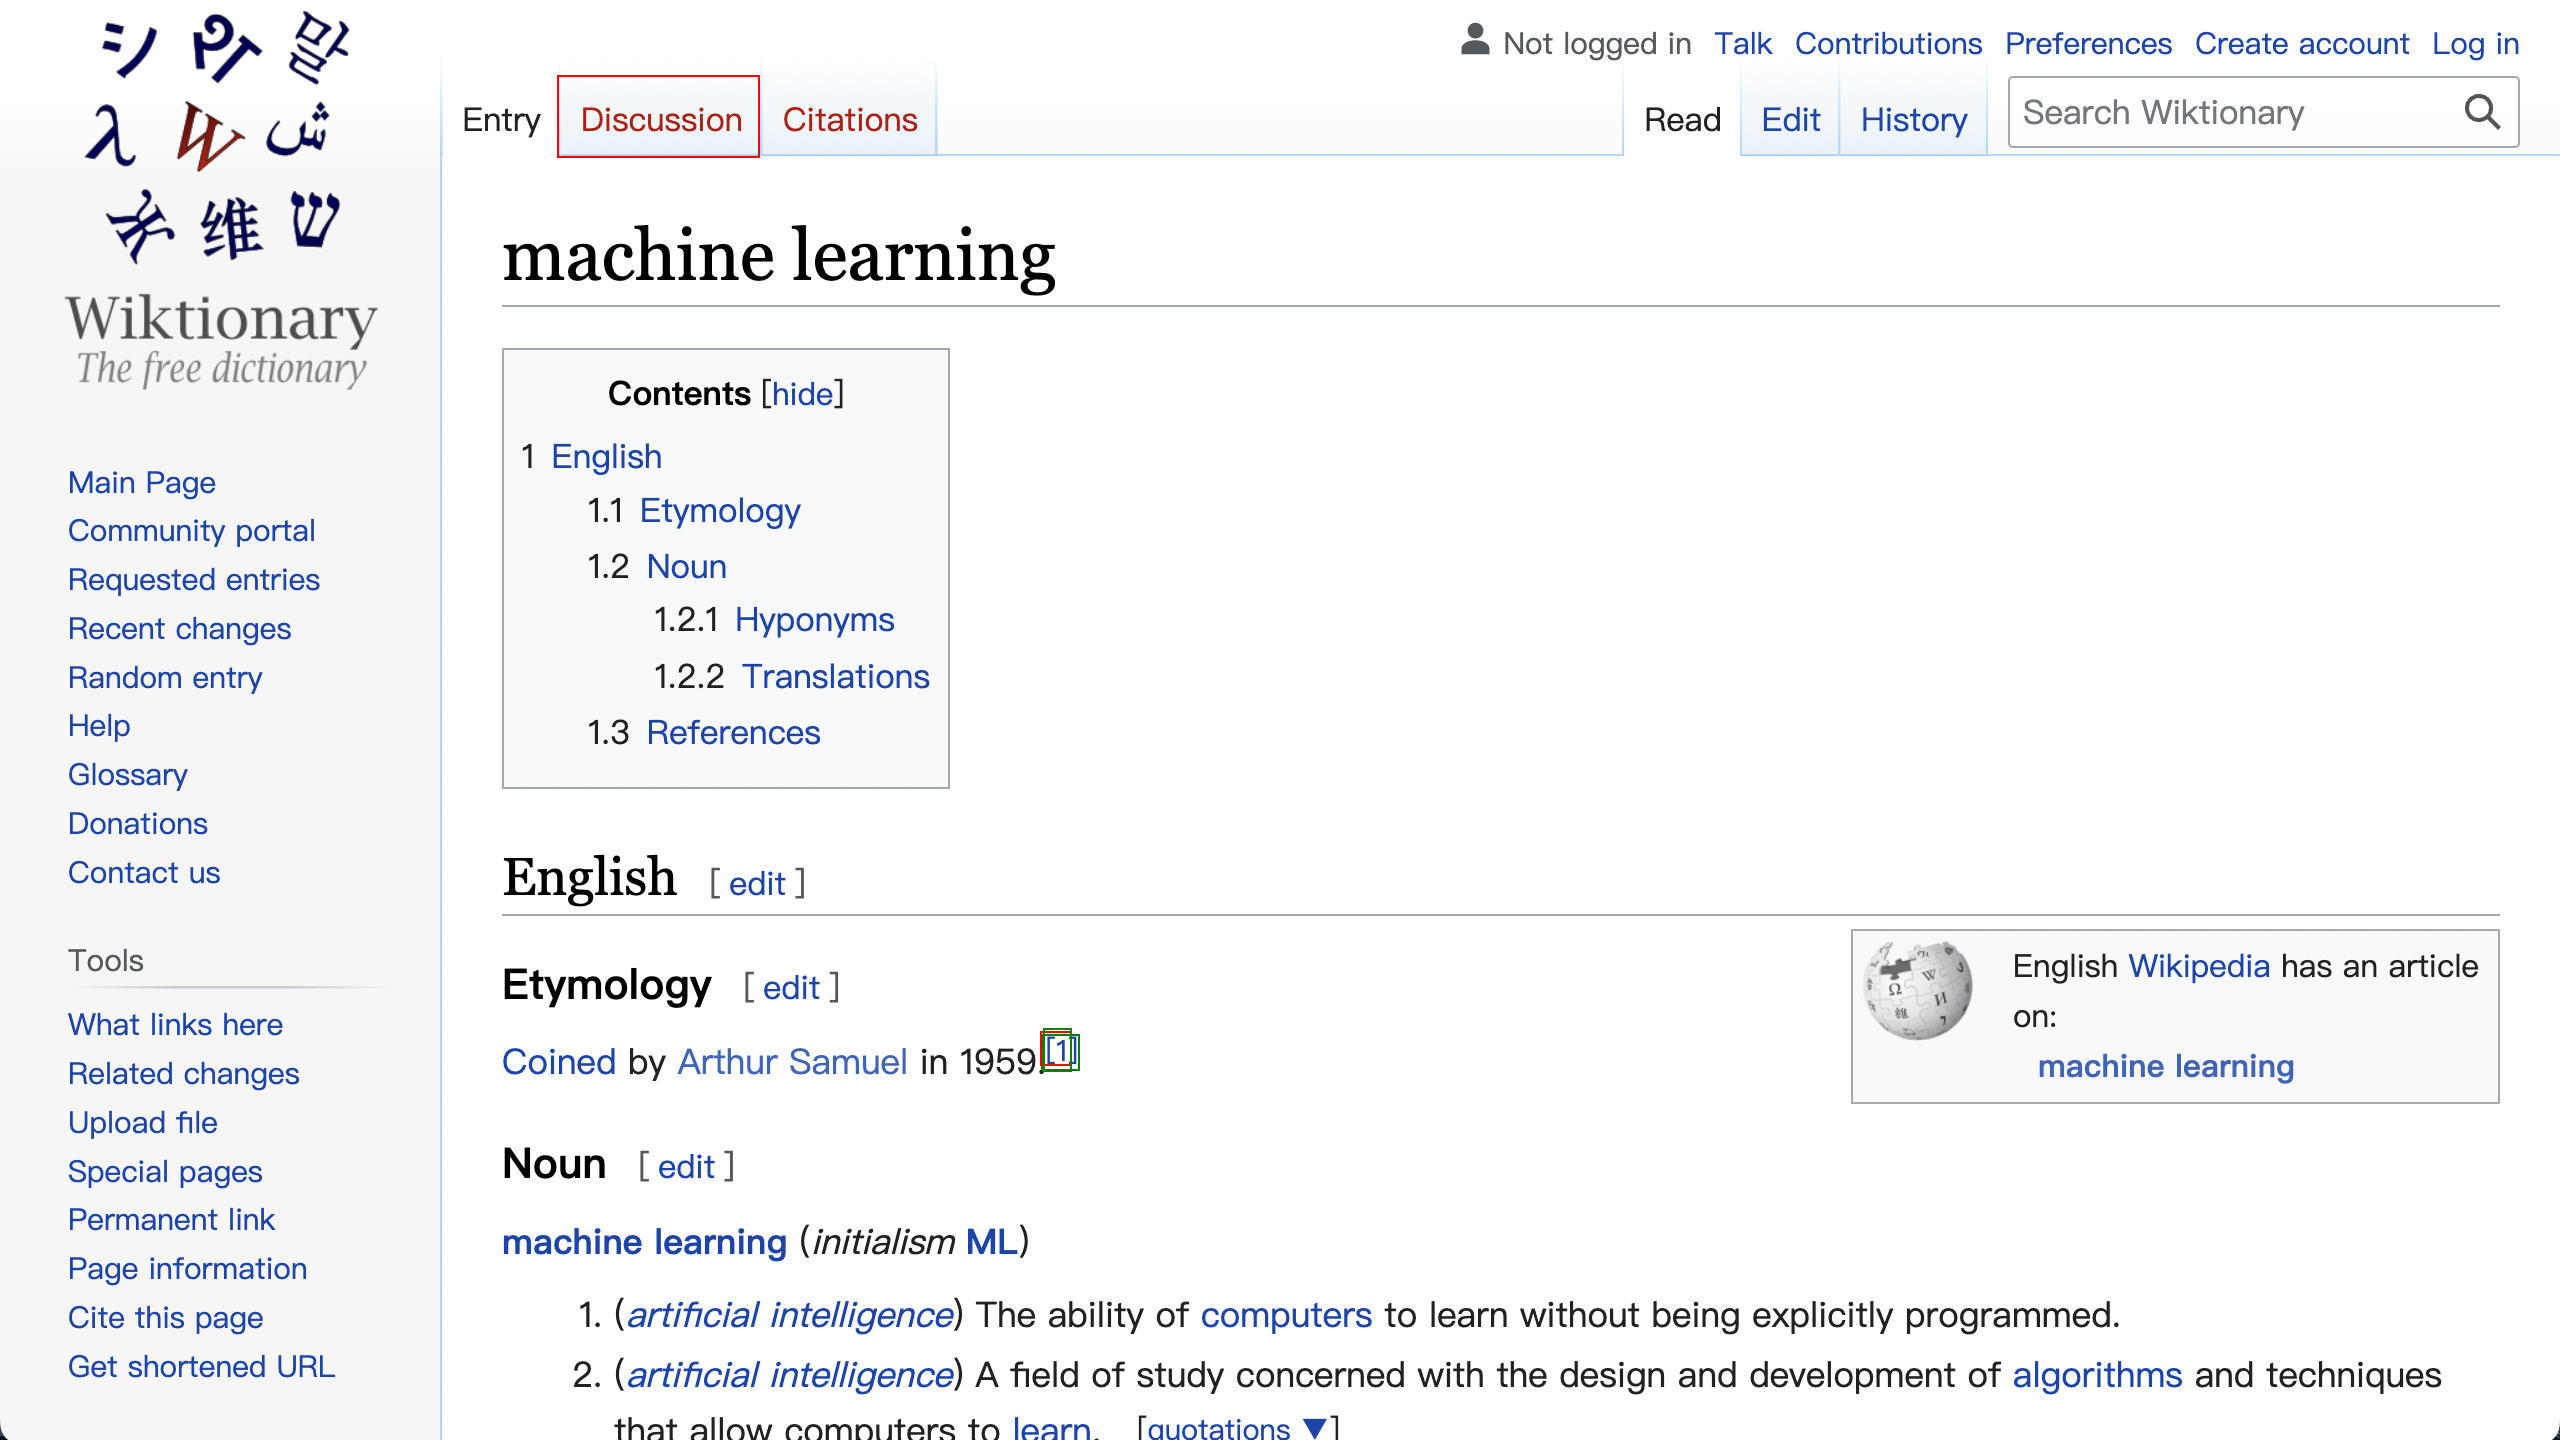 シ וק 말
λ W ش
维 ש
Wiktionary
The free dictionary
Main Page
Community portal
Requested entries
Recent changes
Random entry
Help
Glossary
Donations
Contact us
Tools
What links here
Related changes
Upload file
Special pages
Permanent link
Page information
Cite this page
Get shortened URL
Not logged in Talk Contributions Preferences Create account Log in
Entry Discussion Citations Read Edit History Search Wiktionary
machine learning
Contents [hide]
1 English
1.1 Etymology
1.2 Noun
1.2.1 Hyponyms
1.2.2 Translations
1.3 References
English [ edit ]
Etymology [ edit ]
Coined by Arthur Samuel in 1959.[1]
English Wikipedia has an article
on:
machine learning
Noun [ edit ]
machine learning (initialism ML)
1. (artificial intelligence) The ability of computers to learn without being explicitly programmed.
2. (artificial intelligence) A field of study concerned with the design and development of algorithms and techniques
that allow computers to learn. [quotations ▼]